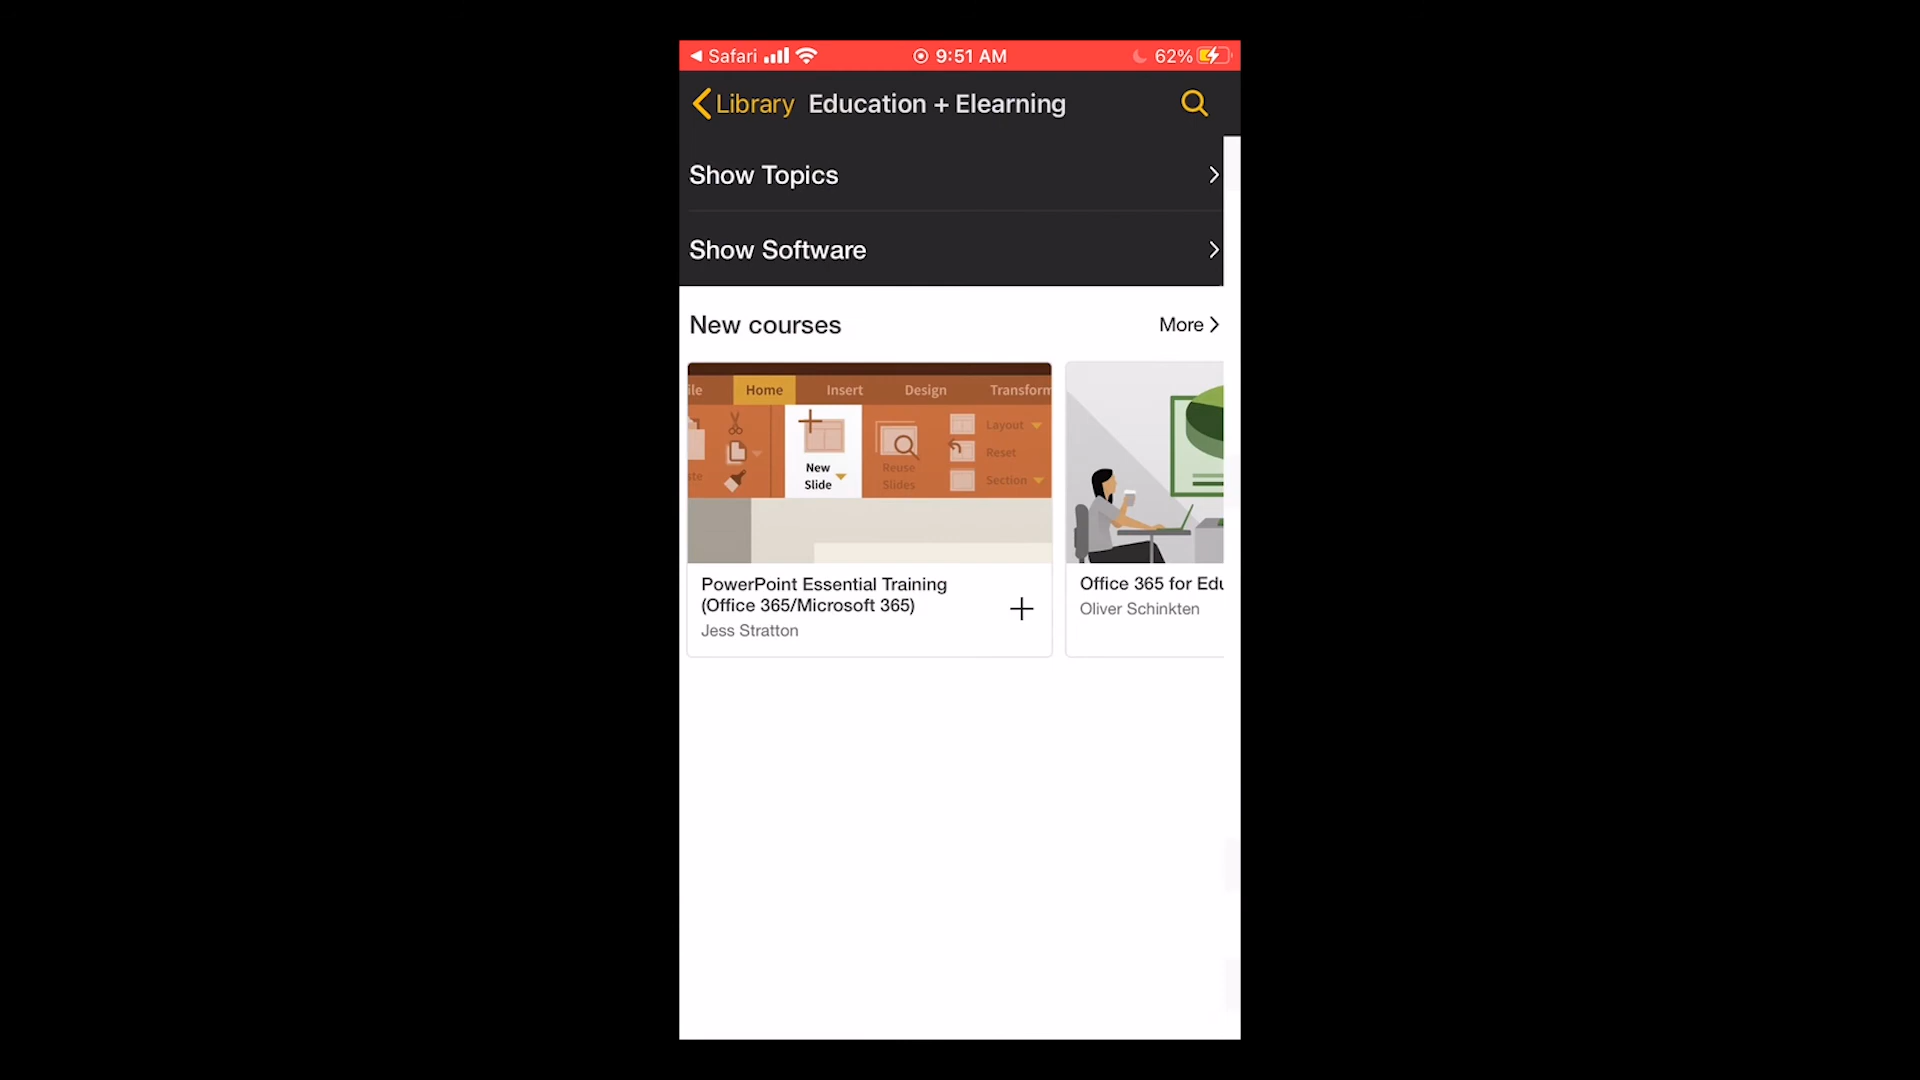 Safari 9:51 AM 62%
Library Education + Elearning
Show Topics
Show Software
New courses More
ile Home Insert Design Transform
Layout
Reset
Section
New
Slide
Reuse
Slides
ste
PowerPoint Essential Training
(Office 365/Microsoft 365)
Jess Stratton
Office 365 for Edu
Oliver Schinkten